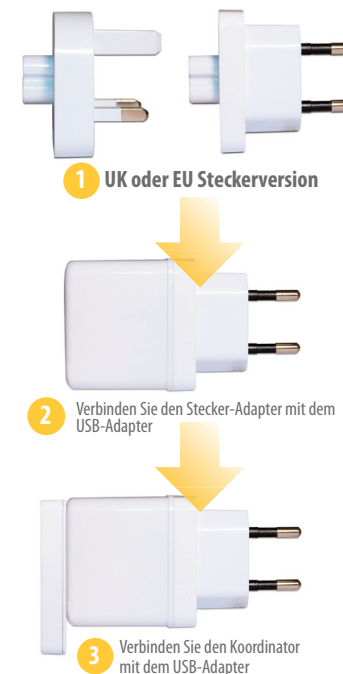 1 UK oder EU Steckerversion
2 Verbinden Sie den Stecker-Adapter mit dem
USB-Adapter
3 Verbinden Sie den Koordinator
mit dem USB-Adapter